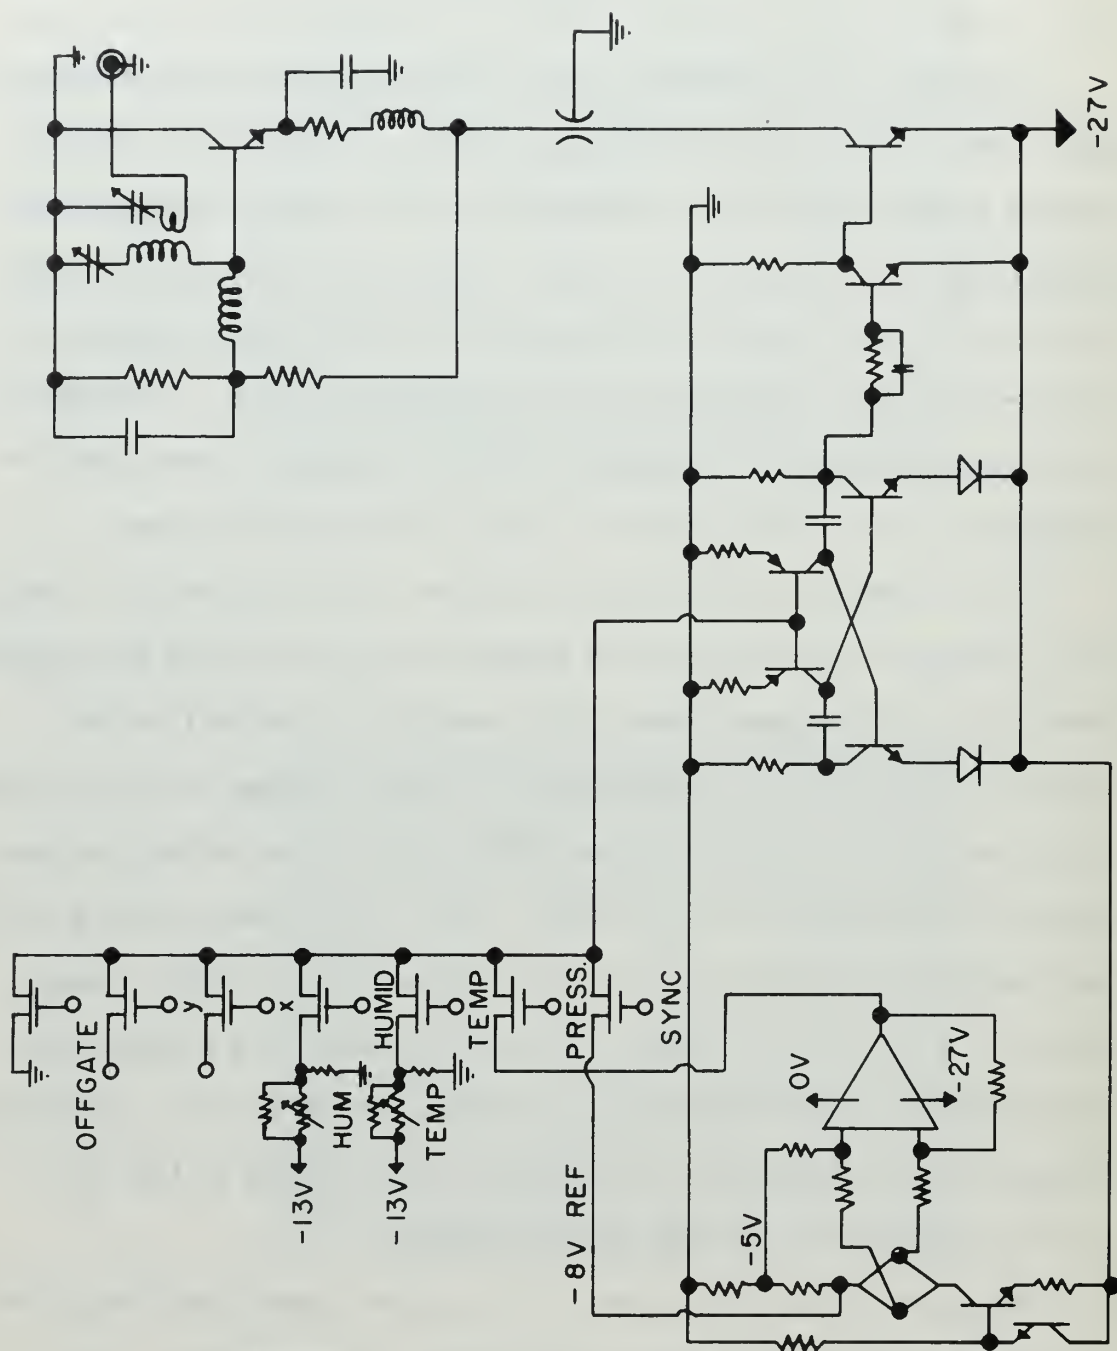 OFFGATE
y
x
HUMID
TEMP
PRESS.
SYNC
HUM
TEMP
-13V
-13V
-8V REF
-5V
0V
-27V
-27V